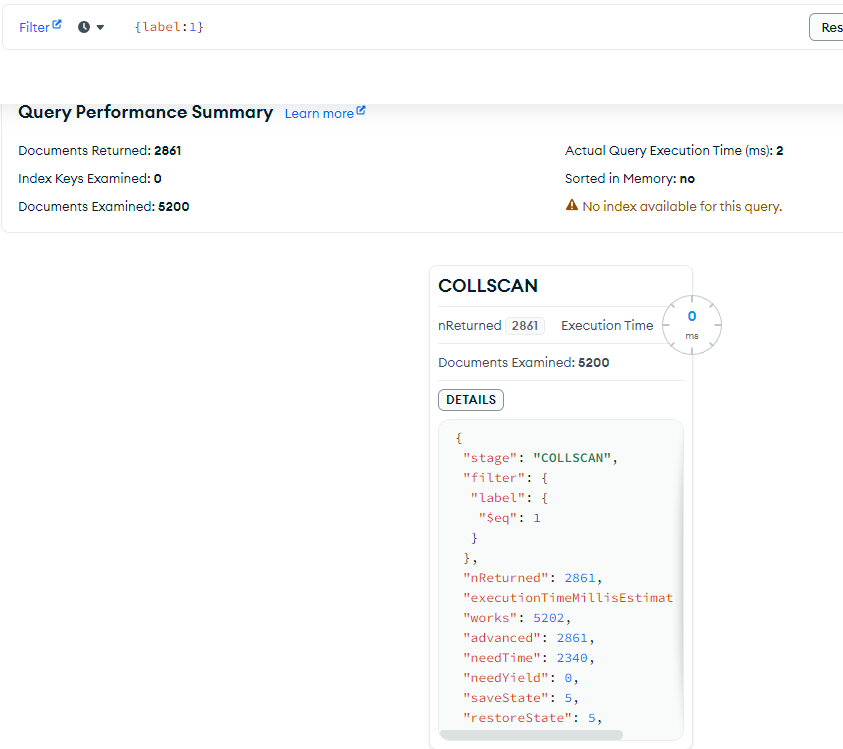 Filter {label:1} Res
Query Performance Summary Learn more
Documents Returned: 2861 Actual Query Execution Time (ms): 2
Index Keys Examined: 0 Sorted in Memory: no
Documents Examined: 5200 No index available for this query.
COLLSCAN
nReturned 2861 Execution Time 0 ms
Documents Examined: 5200
DETAILS
{
"stage": "COLLSCAN",
"filter": {
"label": {
"$eq": 1
}
},
"nReturned": 2861,
"executionTimeMillisEstimat
"works": 5202,
"advanced": 2861,
"needTime": 2340,
"needYield": 0,
"saveState": 5,
"restoreState": 5,